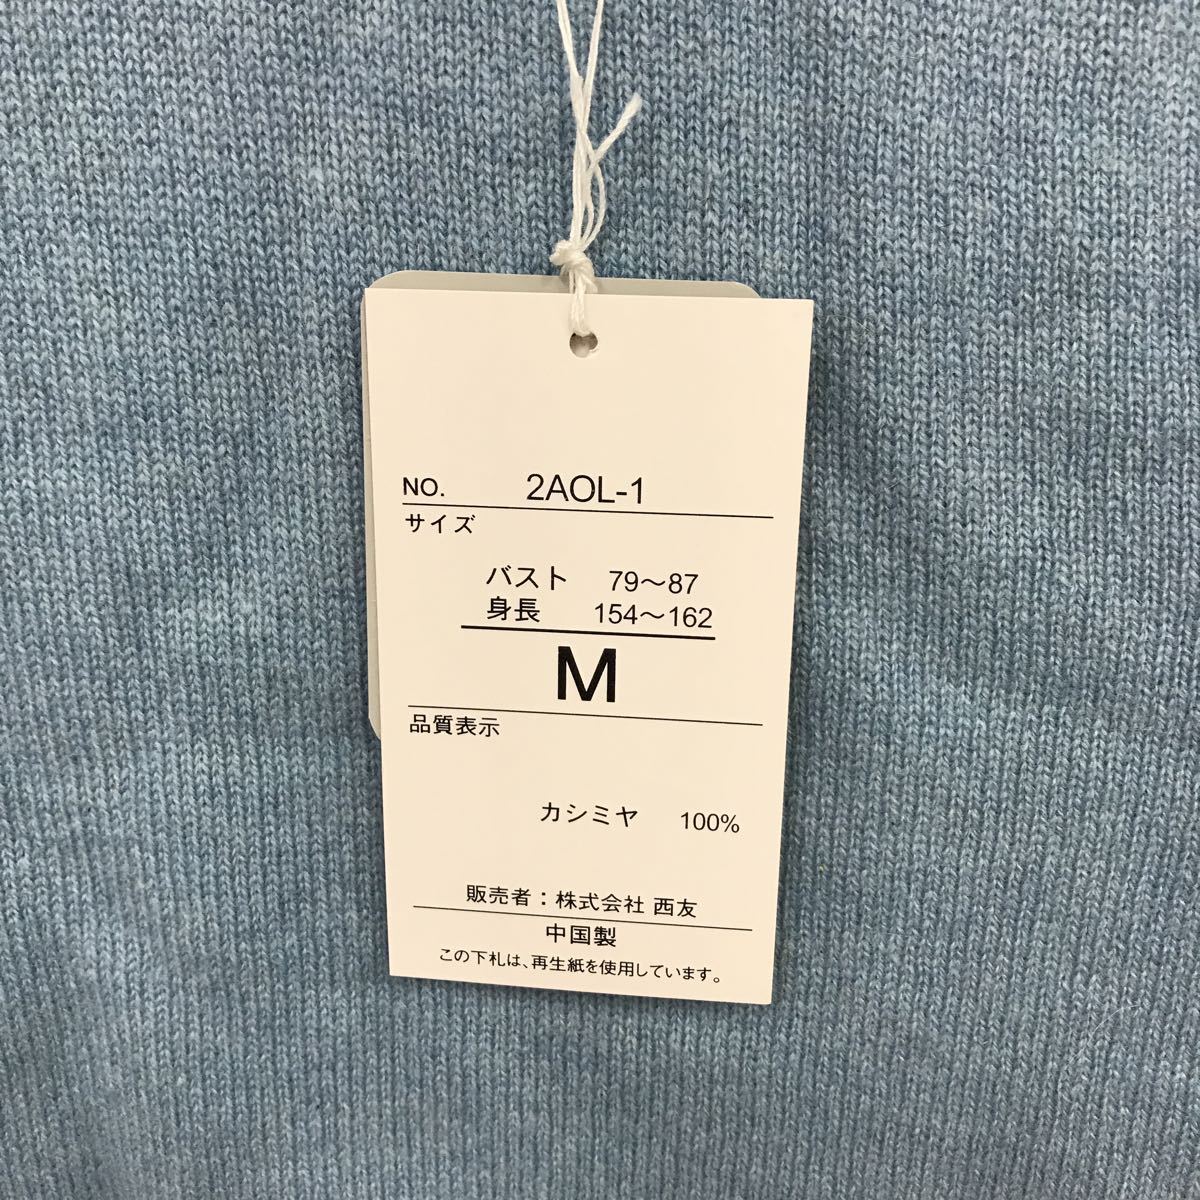 NO. 2AOL-1
サイズ
バスト 79～87
身長 154～162
M
品質表示
カシミヤ 100%
販売者：株式会社 西友
中国製
この下札は、再生紙を使用しています。